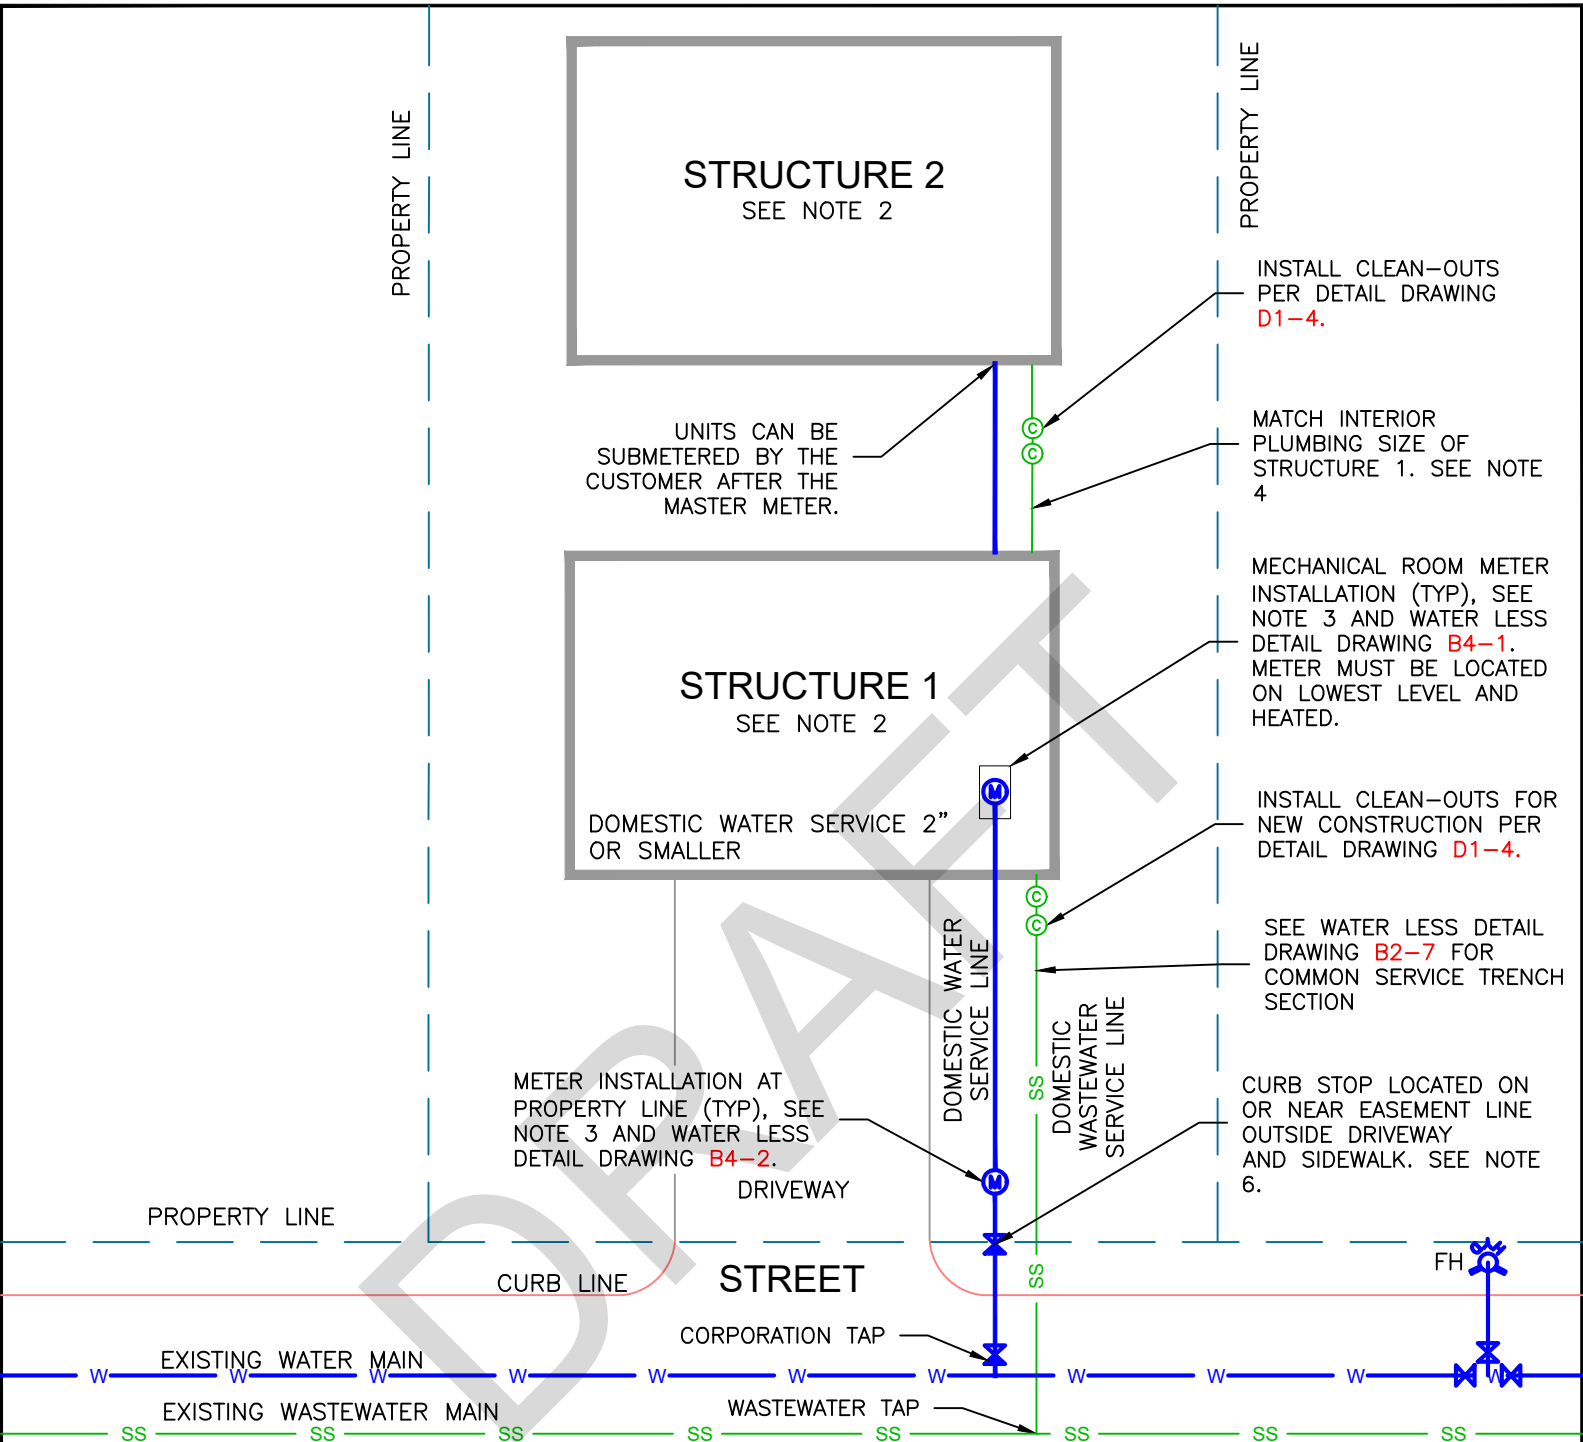 PROPERTY LINE
PROPERTY LINE
STRUCTURE 2
SEE NOTE 2
INSTALL CLEAN-OUTS
PER DETAIL DRAWING
D1-4.
C
C
UNITS CAN BE
SUBMETERED BY THE
CUSTOMER AFTER THE
MASTER METER.
MATCH INTERIOR
PLUMBING SIZE OF
STRUCTURE 1. SEE NOTE
4
MECHANICAL ROOM METER
INSTALLATION (TYP), SEE
NOTE 3 AND WATER LESS
DETAIL DRAWING B4-1.
METER MUST BE LOCATED
ON LOWEST LEVEL AND
HEATED.
STRUCTURE 1
SEE NOTE 2
M
DOMESTIC WATER SERVICE 2"
OR SMALLER
INSTALL CLEAN-OUTS FOR
NEW CONSTRUCTION PER
DETAIL DRAWING D1-4.
C
C
SEE WATER LESS DETAIL
DRAWING B2-7 FOR
COMMON SERVICE TRENCH
SECTION
DOMESTIC WATER
SERVICE LINE
SS
DOMESTIC
WASTEWATER
SERVICE LINE
METER INSTALLATION AT
PROPERTY LINE (TYP), SEE
NOTE 3 AND WATER LESS
DETAIL DRAWING B4-2.
M
DRIVEWAY
CURB STOP LOCATED ON
OR NEAR EASEMENT LINE
OUTSIDE DRIVEWAY
AND SIDEWALK. SEE NOTE
6.
PROPERTY LINE
CURB LINE
STREET
SS
FH
CORPORATION TAP
EXISTING WATER MAIN
W W W W W W W W W W W
EXISTING WASTEWATER MAIN
WASTEWATER TAP
SS SS SS SS SS SS SS SS
DRAFT